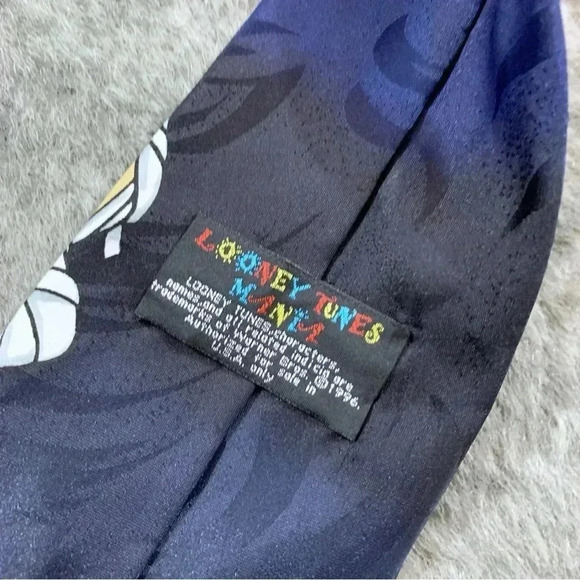 LOONEY TUNES
MANIA
LOONEY TUNES, characters,
names and all related indicia are
trademarks of Warner Bros. ©1996.
Authorized for sale in
U.S.A. only